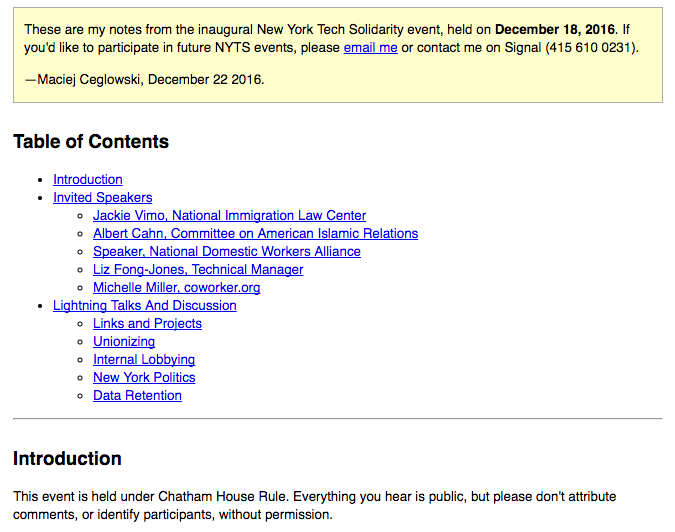 These are my notes from the inaugural New York Tech Solidarity event, held on December 18, 2016. If
you'd like to participate in future NYTS events, please email me or contact me on Signal (415 610 0231).
—Maciej Ceglowski, December 22 2016.
Table of Contents
• Introduction
• Invited Speakers
◦ Jackie Vimo, National Immigration Law Center
◦ Albert Cahn, Committee on American Islamic Relations
◦ Speaker, National Domestic Workers Alliance
◦ Liz Fong-Jones, Technical Manager
◦ Michelle Miller, coworker.org
• Lightning Talks And Discussion
◦ Links and Projects
◦ Unionizing
◦ Internal Lobbying
◦ New York Politics
◦ Data Retention
Introduction
This event is held under Chatham House Rule. Everything you hear is public, but please don't attribute
comments, or identify participants, without permission.